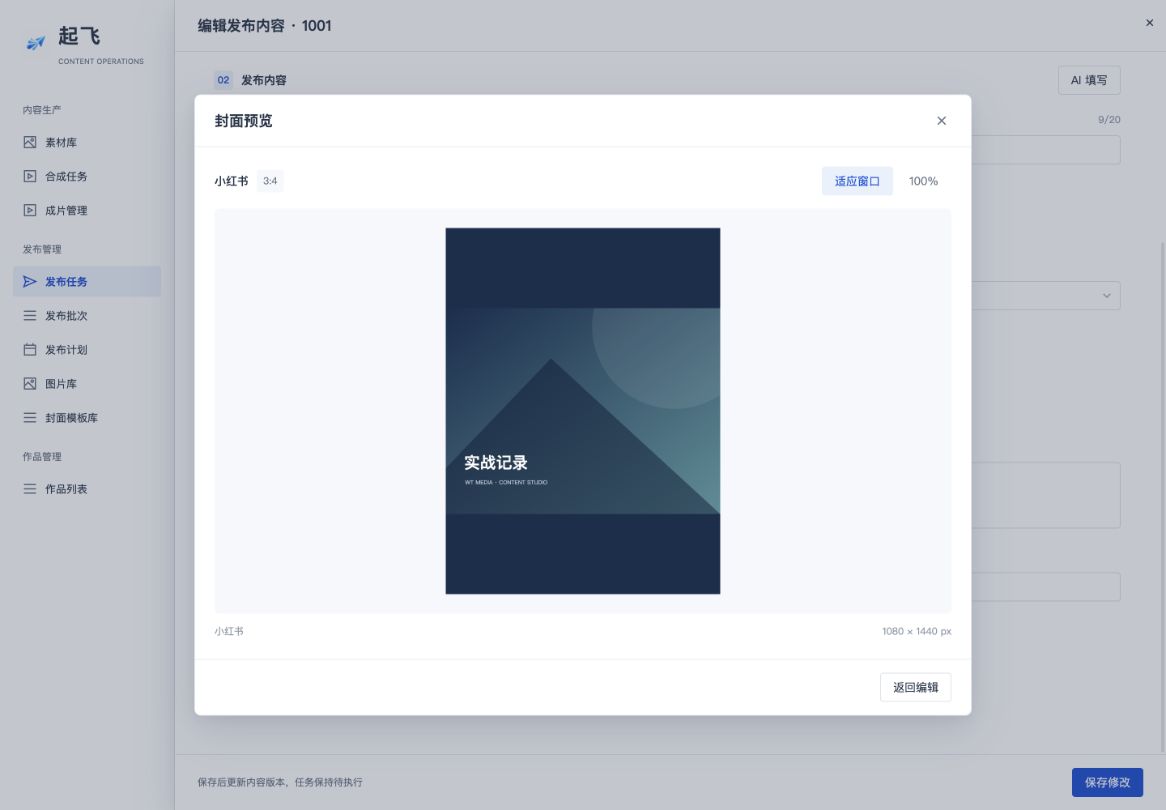 起飞
CONTENT OPERATIONS
内容生产
素材库
合成任务
成片管理
发布管理
发布任务
发布批次
发布计划
图片库
封面模板库
作品管理
作品列表
编辑发布内容 · 1001
×
02 发布内容
AI 填写
9/20
封面预览
×
小红书 3:4
适应窗口 100%
实战记录
WT MEDIA · CONTENT STUDIO
小红书
1080 × 1440 px
返回编辑
保存后更新内容版本，任务保持待执行
保存修改